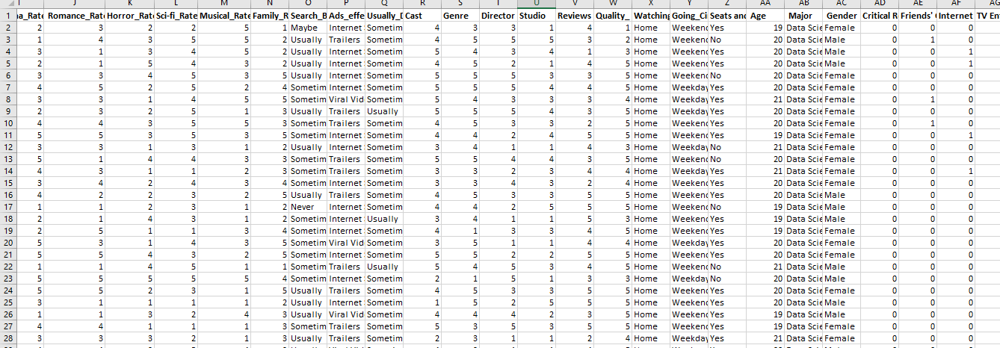 J K L M N O P Q R S T U V W X Y Z AA AB AC AD AE AF AG
1 na_Rate Romance_Rate Horror_Rate Sci-fi_Rate Musical_Rate Family_R Search_B Ads_effe Usually_D Cast Genre Director Studio Reviews Quality_ Watching Going_Ci Seats and Age Major Gender Critical R Friends' Internet TV En
2 2 3 2 2 5 1 Maybe Internet Sometim 4 3 3 1 4 1 Home Weekend Yes 19 Data Scie Female 0 0 0
3 1 4 3 5 5 2 Usually Trailers Sometim 4 5 5 5 3 2 Home Weekend No 20 Data Scie Female 0 1 0
4 3 1 3 4 5 2 Usually Internet Sometim 5 4 3 4 1 3 Home Weekend Yes 20 Data Scie Male 0 0 1
5 2 1 5 4 3 2 Usually Internet Sometim 4 5 2 1 4 5 Home Weekend Yes 20 Data Scie Male 0 0 1
6 3 3 4 5 3 5 Usually Internet Sometim 5 5 5 3 3 5 Home Weekend No 20 Data Scie Female 0 0 0
7 4 5 2 5 2 4 Sometim Internet Sometim 5 5 5 4 4 5 Home Weekday Yes 20 Data Scie Female 0 0 0
8 3 3 1 4 5 5 Sometim Viral Vid Sometim 5 4 3 3 3 4 Home Weekday Yes 21 Data Scie Female 0 1 0
9 2 3 2 5 1 3 Usually Trailers Usually 5 5 5 4 3 5 Home Weekend Yes 20 Data Scie Female 0 0 0
10 4 4 3 5 5 2 Sometim Trailers Sometim 4 5 3 3 2 5 Home Weekday Yes 20 Data Scie Female 0 1 0
11 5 5 3 5 3 5 Sometim Internet Sometim 4 4 2 4 5 5 Home Weekday Yes 19 Data Scie Female 0 0 1
12 3 3 1 3 1 2 Usually Internet Sometim 3 4 1 1 4 3 Home Weekday No 19 Data Scie Male 0 0 0
13 5 1 4 4 3 3 Sometim Trailers Sometim 5 5 4 4 3 5 Home Weekend No 20 Data Scie Female 0 0 0
14 4 3 1 1 2 3 Sometim Trailers Sometim 3 3 2 3 4 4 Home Weekday Yes 21 Data Scie Female 0 0 1
15 3 4 2 4 3 4 Sometim Internet Sometim 3 3 4 3 2 4 Home Weekend Yes 20 Data Scie Female 0 0 0
16 4 2 2 3 2 5 Usually Trailers Sometim 4 5 3 3 5 5 Home Weekend Yes 20 Data Scie Male 0 0 0
17 1 1 2 3 1 2 Never Internet Sometim 4 4 2 5 5 5 Home Weekend No 19 Data Scie Male 0 0 0
18 2 1 4 3 1 2 Sometim Internet Usually 3 4 1 1 5 3 Home Weekend Yes 19 Data Scie Male 0 0 0
19 2 5 1 1 3 4 Sometim Internet Sometim 4 1 3 3 4 5 Home Weekend Yes 20 Data Scie Female 0 0 0
20 5 3 1 4 3 5 Sometim Viral Vid Sometim 3 5 1 1 4 4 Home Weekday Yes 20 Data Scie Female 0 0 0
21 5 5 4 3 2 5 Sometim Internet Sometim 5 5 2 2 5 5 Home Weekend Yes 20 Data Scie Female 0 0 0
22 1 1 4 5 1 1 Sometim Trailers Usually 5 4 5 3 4 5 Home Weekend No 21 Data Scie Male 0 0 0
23 5 5 5 5 5 4 Sometim Internet Sometim 2 1 5 1 3 5 Home Weekday No 20 Data Scie Male 0 0 0
24 5 5 2 3 1 5 Usually Trailers Sometim 4 5 3 3 5 5 Home Weekend Yes 20 Data Scie Female 0 0 0
25 3 1 1 1 1 2 Usually Internet Sometim 1 5 2 5 5 5 Home Weekend Yes 20 Data Scie Male 0 0 0
26 1 1 3 2 4 3 Usually Viral Vid Sometim 4 4 4 2 3 5 Home Weekend Yes 19 Data Scie Male 0 0 0
27 4 4 1 1 1 3 Sometim Trailers Sometim 5 3 5 3 5 4 Home Weekend Yes 19 Data Scie Female 0 0 0
28 3 3 3 2 1 3 Usually Trailers Sometim 2 3 1 1 2 4 Home Weekend Yes 21 Data Scie Female 0 0 0